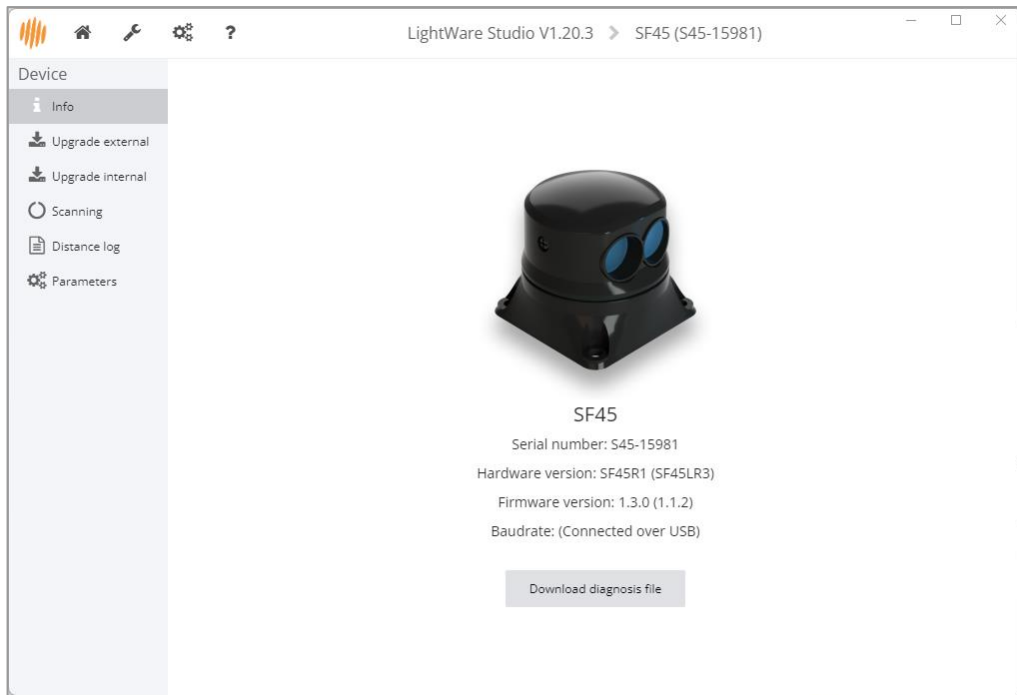 ?
LightWare Studio V1.20.3 > SF45 (S45-15981)
Device
Info
Upgrade external
Upgrade internal
Scanning
Distance log
Parameters
SF45
Serial number: S45-15981
Hardware version: SF45R1 (SF45LR3)
Firmware version: 1.3.0 (1.1.2)
Baudrate: (Connected over USB)
Download diagnosis file